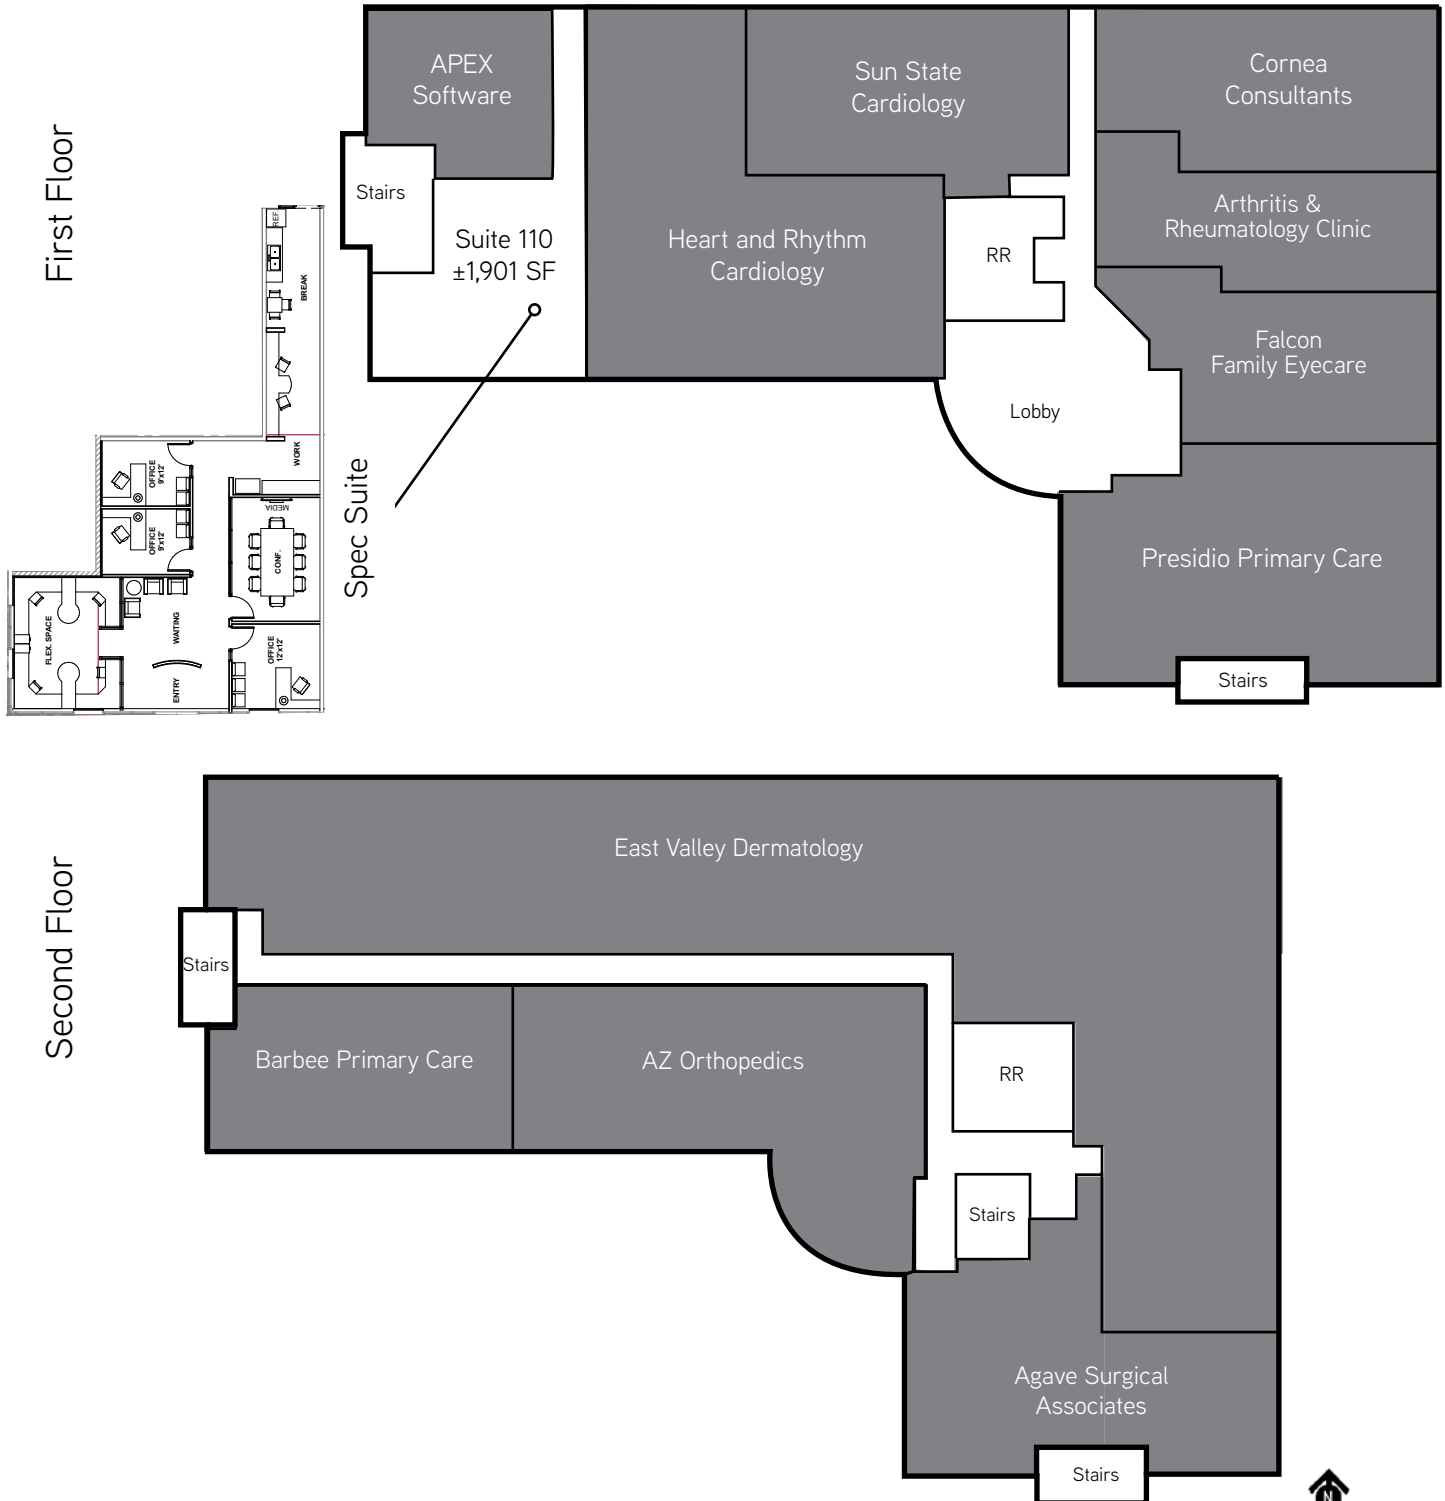 First Floor
APEX
Software
Sun State
Cardiology
Cornea
Consultants
Stairs
Suite 110
±1,901 SF
Heart and Rhythm
Cardiology
RR
Arthritis &
Rheumatology Clinic
Falcon
Family Eyecare
Lobby
Presidio Primary Care
Stairs
Spec Suite
REF.
BREAK
WORK
OFFICE
9'x12'
OFFICE
9'x12'
MEDIA
CONF.
FLEX. SPACE
WAITING
ENTRY
OFFICE
12'x12'
Second Floor
East Valley Dermatology
Stairs
Barbee Primary Care
AZ Orthopedics
RR
Stairs
Agave Surgical
Associates
Stairs
N